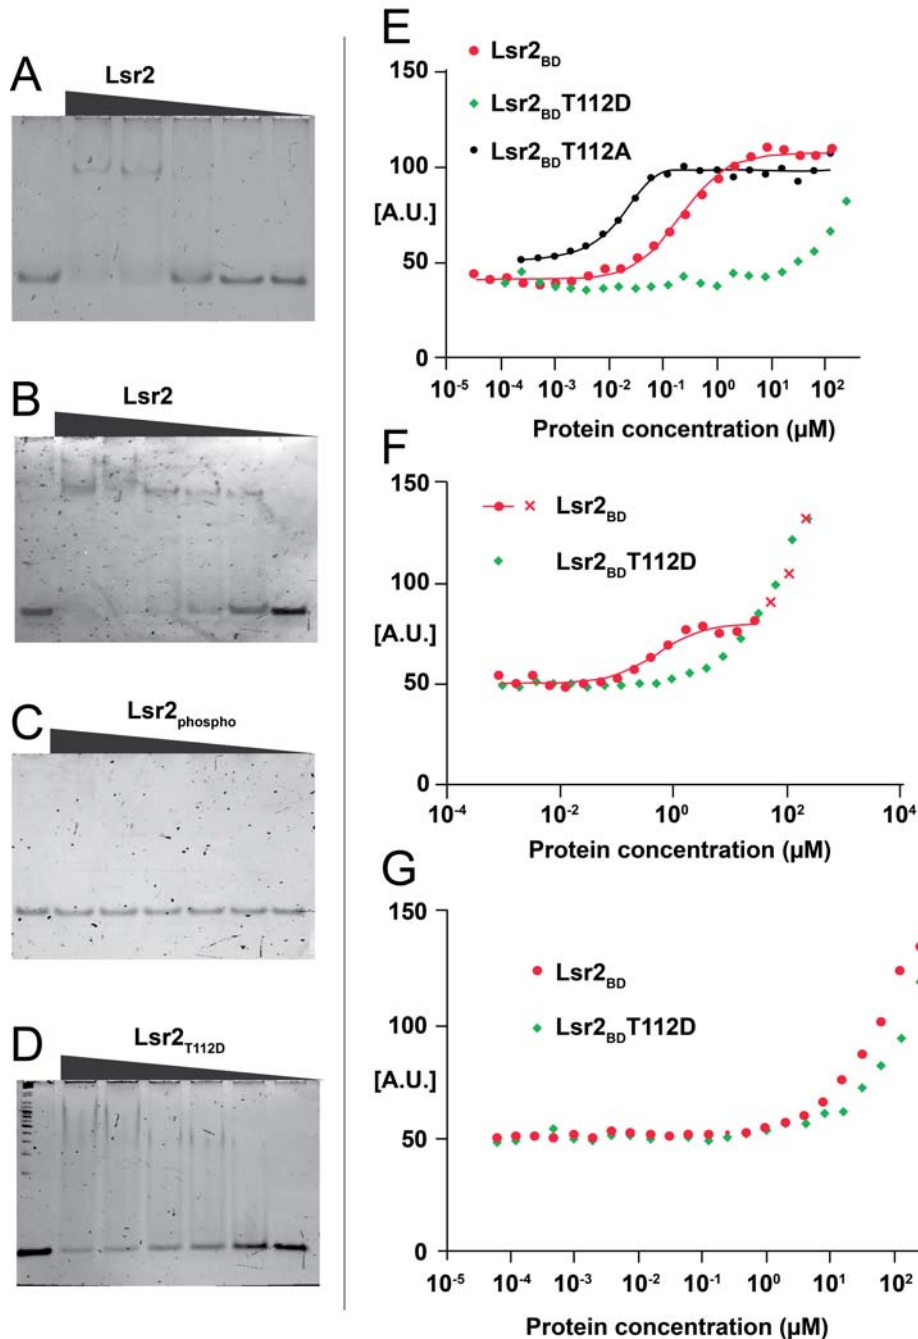 A
Lsr2
B
Lsr2
C
Lsr2phospho
D
Lsr2T112D
E
Lsr2BD
Lsr2BDT112D
Lsr2BDT112A
150
100
[A.U.]
50
0
10-5 10-4 10-3 10-2 10-1 100 101 102
Protein concentration (µM)
F
Lsr2BD
Lsr2BDT112D
150
100
[A.U.]
50
0
10-4 10-2 100 102 104
Protein concentration (µM)
G
Lsr2BD
Lsr2BDT112D
150
100
[A.U.]
50
0
10-5 10-4 10-3 10-2 10-1 100 101 102
Protein concentration (µM)